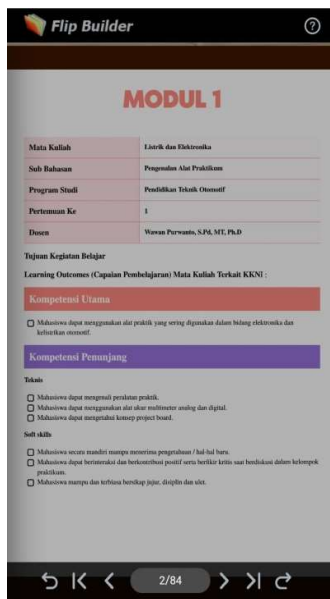 Flip Builder
MODUL 1
Mata Kuliah Listrik dan Elektronika
Sub Bahasan Pengenalan Alat Praktikum
Program Studi Pendidikan Teknik Otomotif
Pertemuan Ke 1
Dosen Wawan Purwanto, S.Pd, MT, Ph.D
Tujuan Kegiatan Belajar
Learning Outcomes (Capaian Pembelajaran) Mata Kuliah Terkait KKNI :
Kompetensi Utama
Mahasiswa dapat menggunakan alat praktik yang sering digunakan dalam bidang elektronika dan
kelistrikan otomotif.
Kompetensi Penunjang
Teknis
Mahasiswa dapat mengenali peralatan praktik.
Mahasiswa dapat menggunakan alat ukur multimeter analog dan digital.
Mahasiswa dapat mengetahui konsep project board.
Soft skills
Mahasiswa secara mandiri mampu menerima pengetahuan / hal-hal baru.
Mahasiswa dapat berinteraksi dan berkontribusi positif serta berfikir kritis saat berdiskusi dalam kelompok
praktikum.
Mahasiswa mampu dan terbiasa bersikap jujur, disiplin dan ulet.
2/84